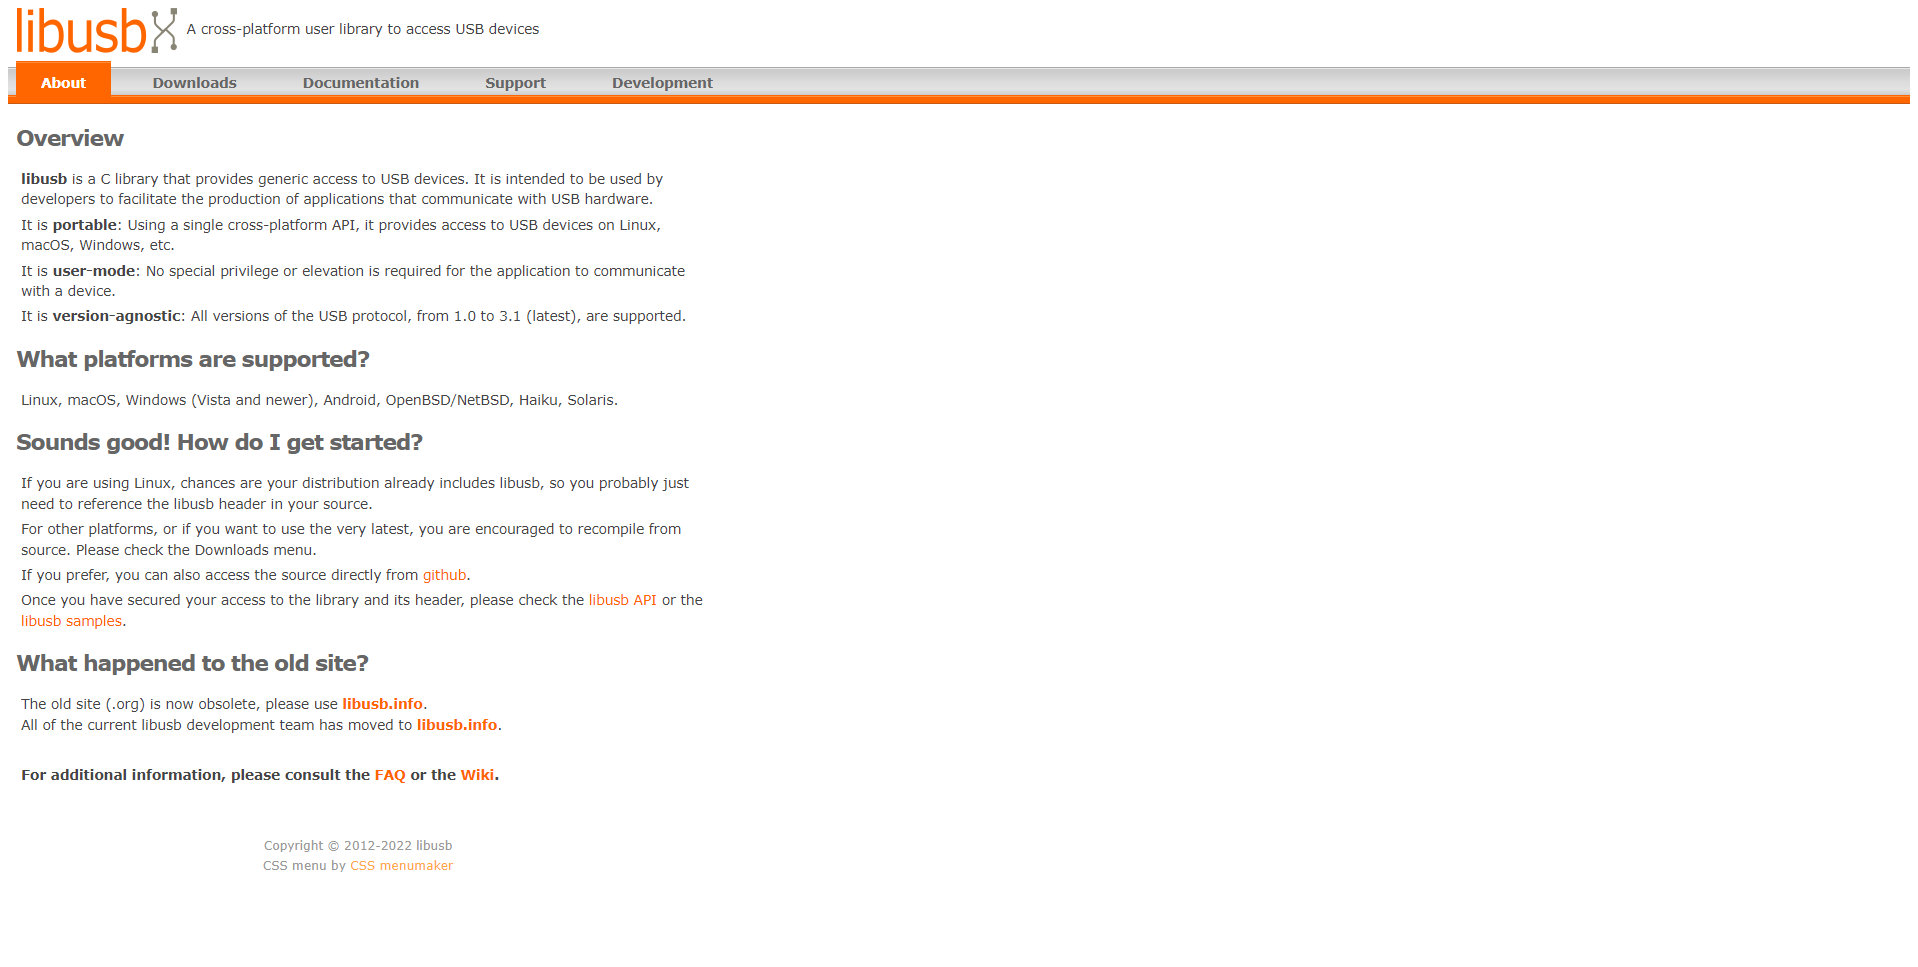 libusb
A cross-platform user library to access USB devices
About Downloads Documentation Support Development
Overview
libusb is a C library that provides generic access to USB devices. It is intended to be used by
developers to facilitate the production of applications that communicate with USB hardware.
It is portable: Using a single cross-platform API, it provides access to USB devices on Linux,
macOS, Windows, etc.
It is user-mode: No special privilege or elevation is required for the application to communicate
with a device.
It is version-agnostic: All versions of the USB protocol, from 1.0 to 3.1 (latest), are supported.
What platforms are supported?
Linux, macOS, Windows (Vista and newer), Android, OpenBSD/NetBSD, Haiku, Solaris.
Sounds good! How do I get started?
If you are using Linux, chances are your distribution already includes libusb, so you probably just
need to reference the libusb header in your source.
For other platforms, or if you want to use the very latest, you are encouraged to recompile from
source. Please check the Downloads menu.
If you prefer, you can also access the source directly from github.
Once you have secured your access to the library and its header, please check the libusb API or the
libusb samples.
What happened to the old site?
The old site (.org) is now obsolete, please use libusb.info.
All of the current libusb development team has moved to libusb.info.
For additional information, please consult the FAQ or the Wiki.
Copyright © 2012-2022 libusb
CSS menu by CSS menumaker